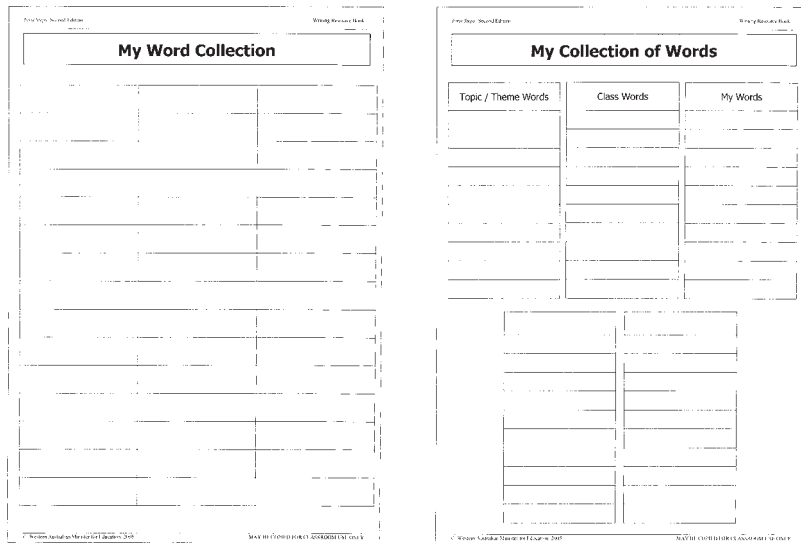 First Steps Second Edition
Writing Resource Book
My Word Collection
© Western Australian Minister for Education, 2005
MAY BE COPIED FOR CLASSROOM USE ONLY
First Steps Second Edition
Writing Resource Book
My Collection of Words
Topic / Theme Words
Class Words
My Words
© Western Australian Minister for Education, 2005
MAY BE COPIED FOR CLASSROOM USE ONLY